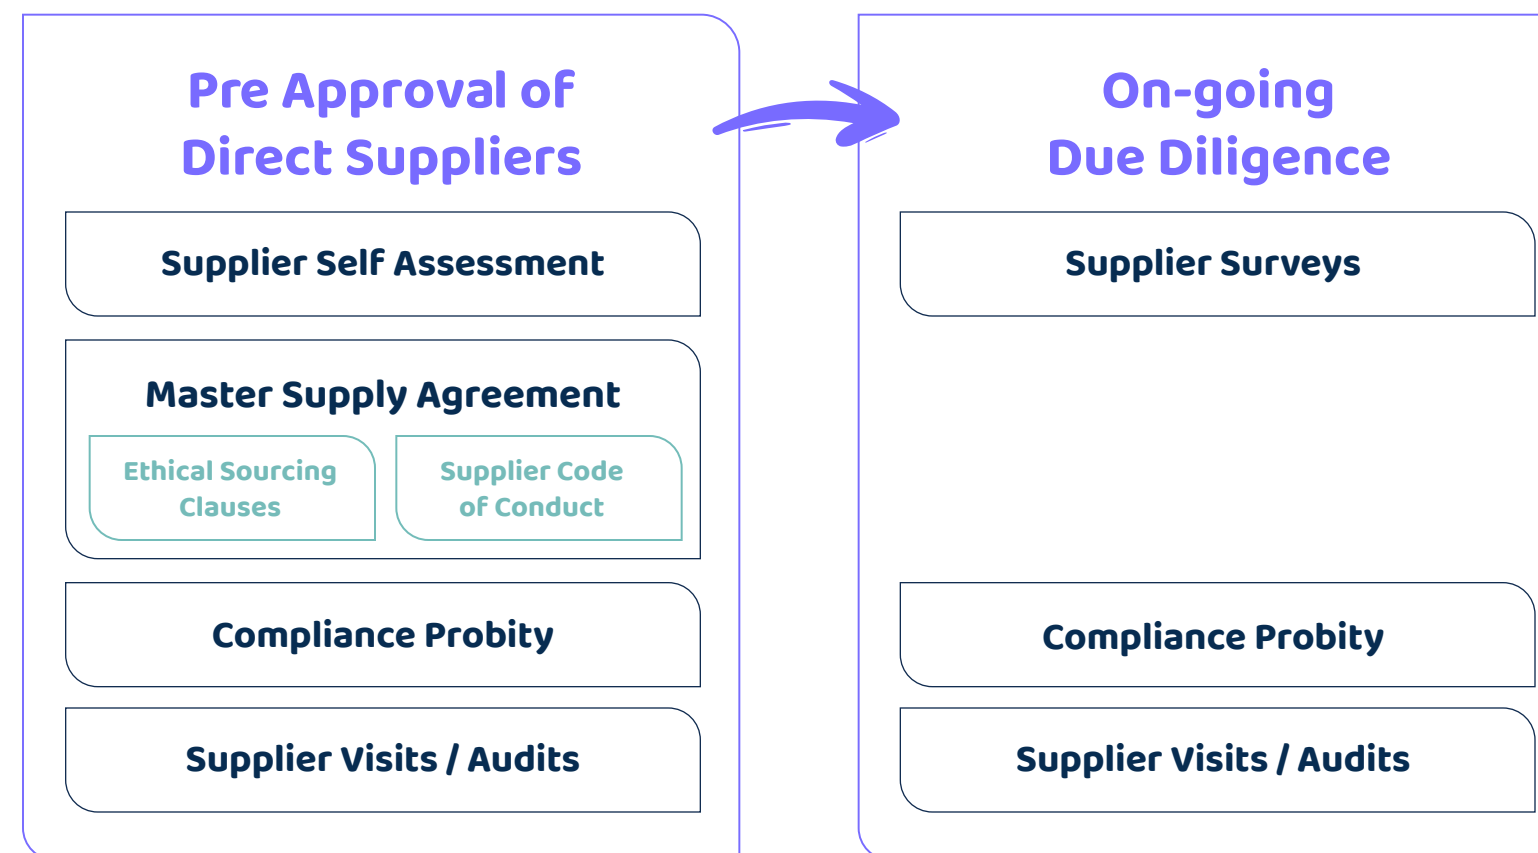 Pre Approval of
Direct Suppliers
Supplier Self Assessment
Master Supply Agreement
Ethical Sourcing
Clauses
Supplier Code
of Conduct
Compliance Probity
Supplier Visits / Audits
On-going
Due Diligence
Supplier Surveys
Compliance Probity
Supplier Visits / Audits